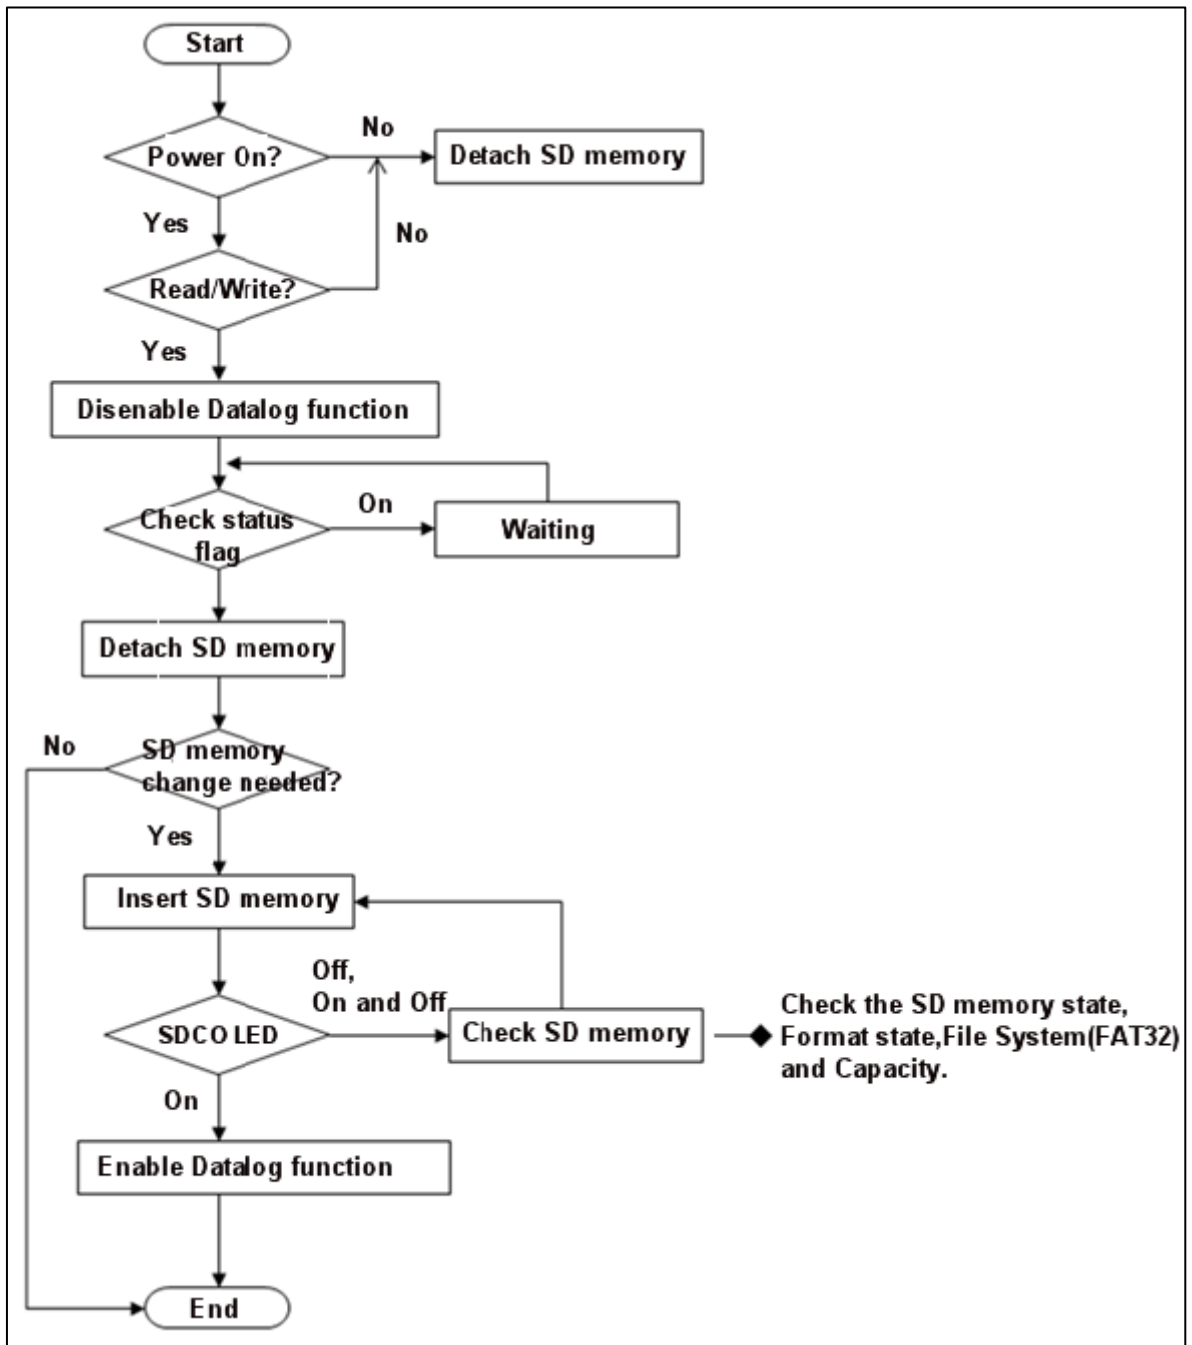 Start
Power On?
No
Detach SD memory
Yes
No
Read/Write?
Yes
Disenable Datalog function
Check status
flag
On
Waiting
Detach SD memory
No
SD memory
change needed?
Yes
Insert SD memory
Off,
On and Off
SDCO LED
Check SD memory
Check the SD memory state,
Format state,File System(FAT32)
and Capacity.
On
Enable Datalog function
End